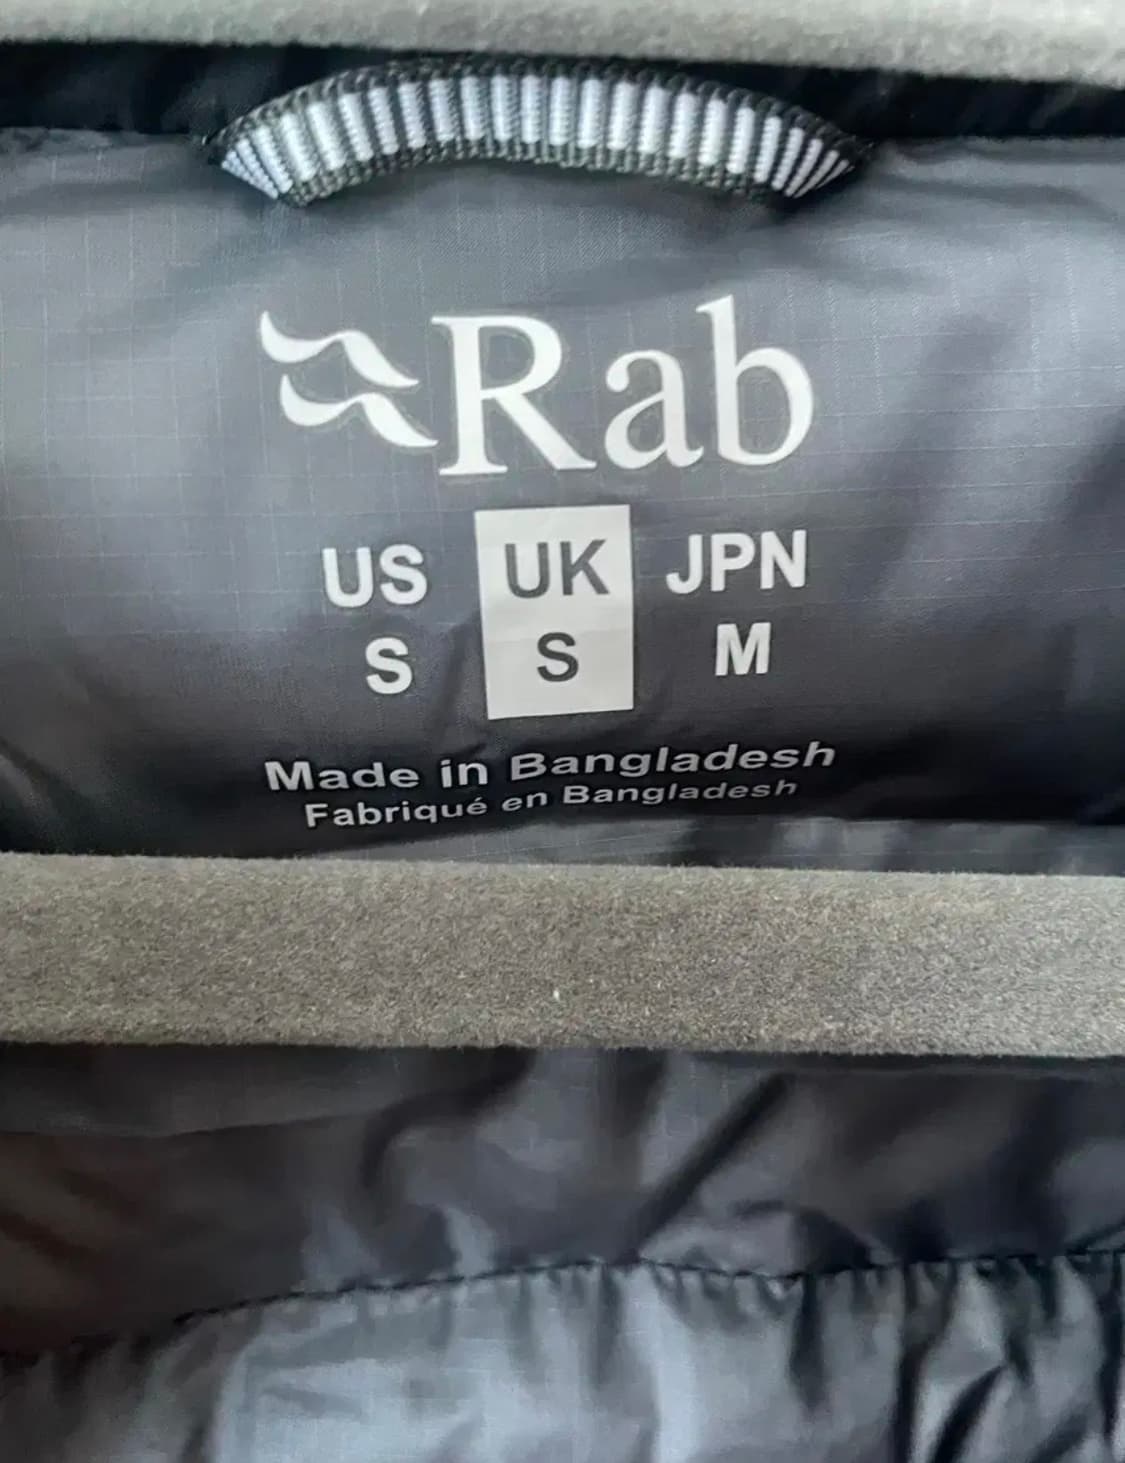 Rab
US UK JPN
S S M
Made in Bangladesh
Fabriqué en Bangladesh